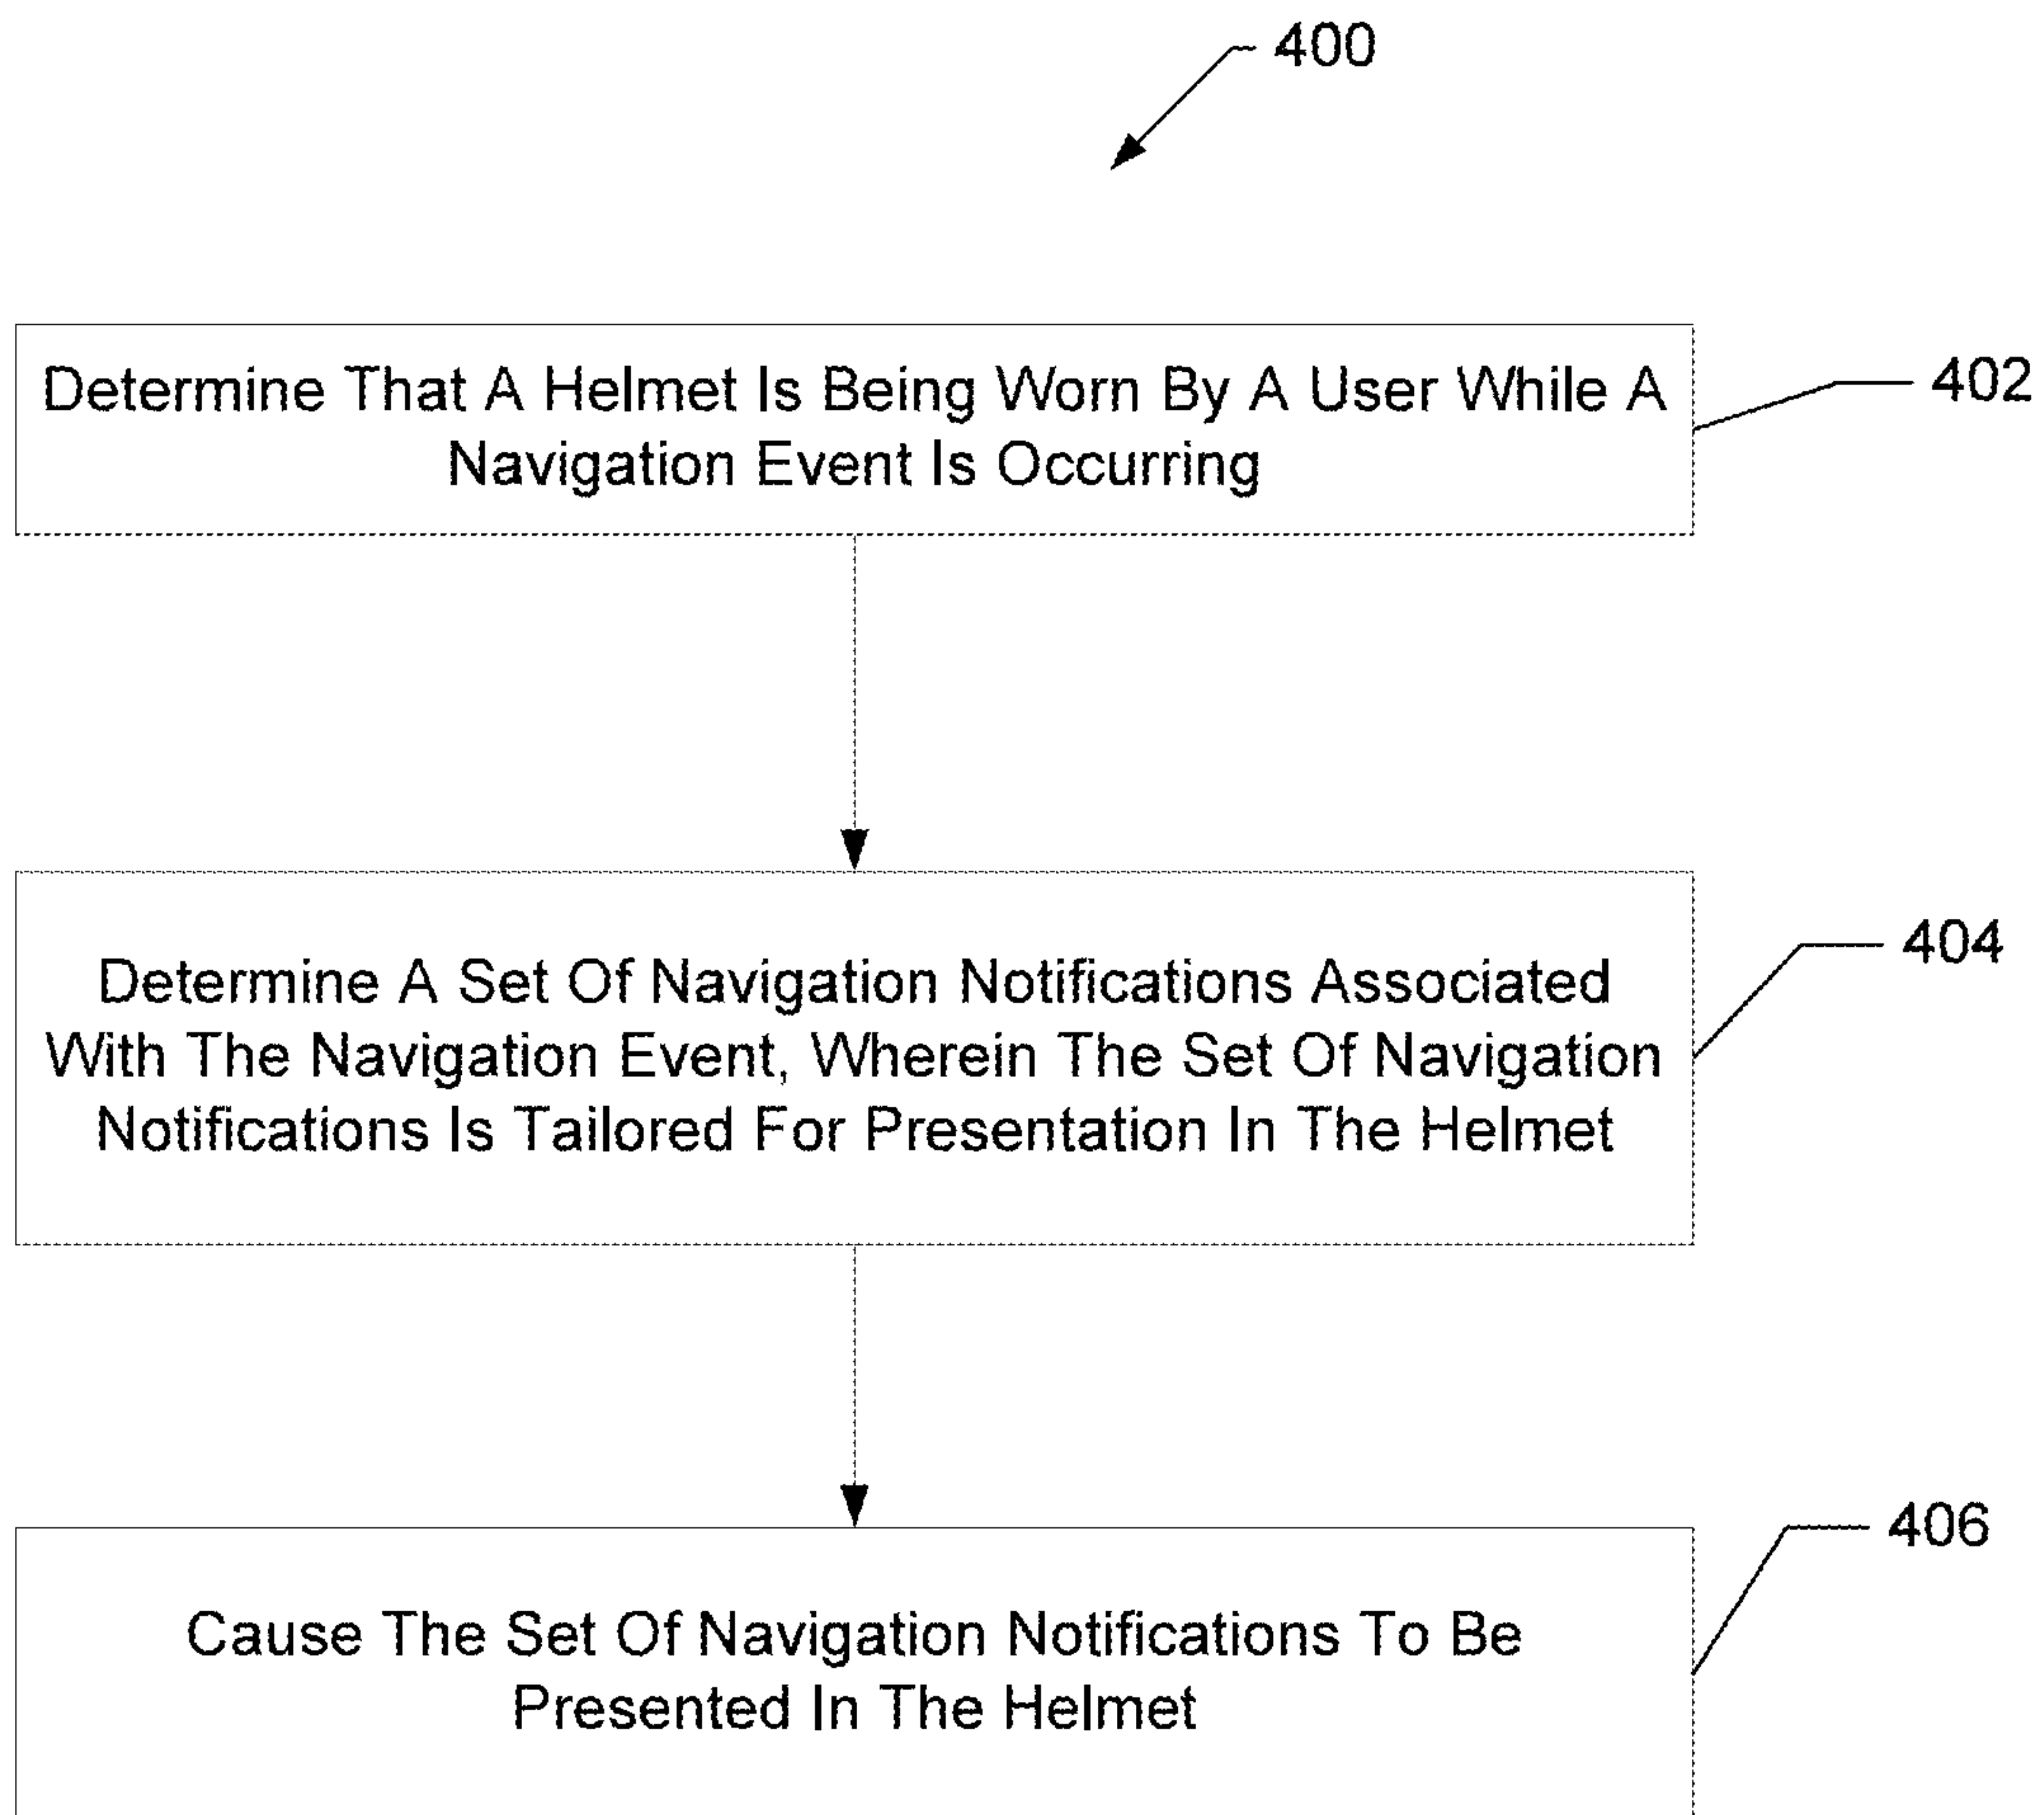 400
Determine That A Helmet Is Being Worn By A User While A
Navigation Event Is Occurring
402
Determine A Set Of Navigation Notifications Associated
With The Navigation Event, Wherein The Set Of Navigation
Notifications Is Tailored For Presentation In The Helmet
404
Cause The Set Of Navigation Notifications To Be
Presented In The Helmet
406